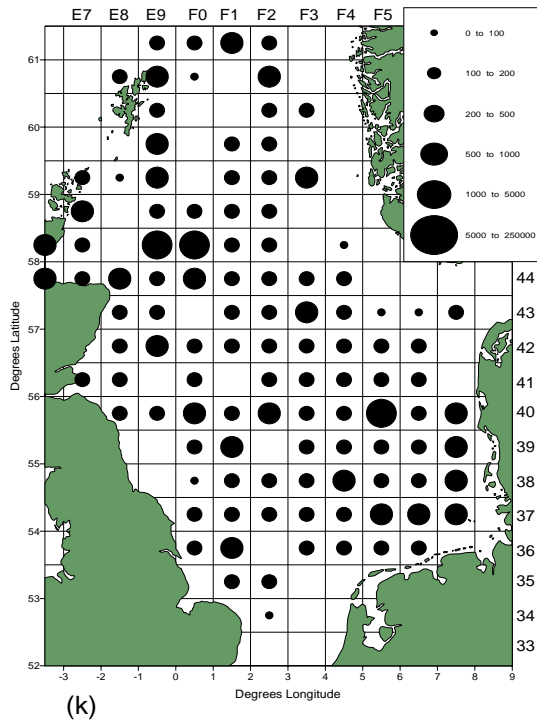 E7 E8 E9 F0 F1 F2 F3 F4 F5
0 to 100
100 to 200
200 to 500
500 to 1000
1000 to 5000
5000 to 250000
61
60
59
58
57
56
55
54
53
52
Degrees Latitude
44
43
42
41
40
39
38
37
36
35
34
33
-3 -2 -1 0 1 2 3 4 5 6 7 8 9
Degrees Longitude
(k)